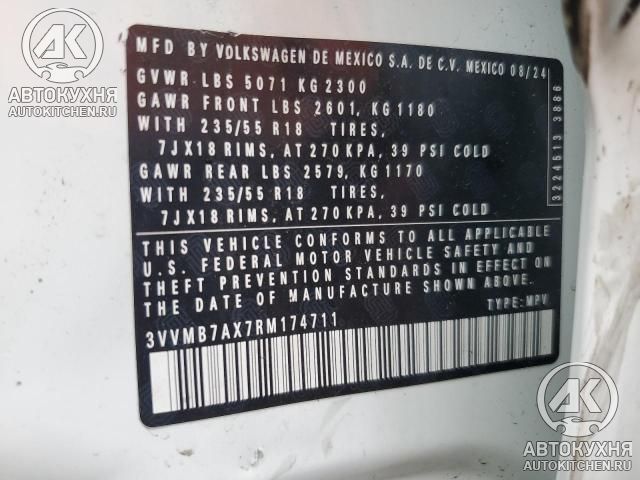 MFD BY VOLKSWAGEN DE MEXICO S.A. DE C.V. MEXICO 08/24
GVWR LBS 5071 KG 2300
GAWR FRONT LBS 2601, KG 1180
WITH 235/55 R18 TIRES,
7JX18 RIMS, AT 270 KPA, 39 PSI COLD
GAWR REAR LBS 2579, KG 1170
WITH 235/55 R18 TIRES,
7JX18 RIMS, AT 270 KPA, 39 PSI COLD
THIS VEHICLE CONFORMS TO ALL APPLICABLE
U.S. FEDERAL MOTOR VEHICLE SAFETY AND
THEFT PREVENTION STANDARDS IN EFFECT ON
THE DATE OF MANUFACTURE SHOWN ABOVE.
TYPE: MPV
3VVMB7AX7RM174711
3224513 3886
AK
АВТОКУХНЯ
AUTOKITCHEN.RU
AK
АВТОКУХНЯ
AUTOKITCHEN.RU